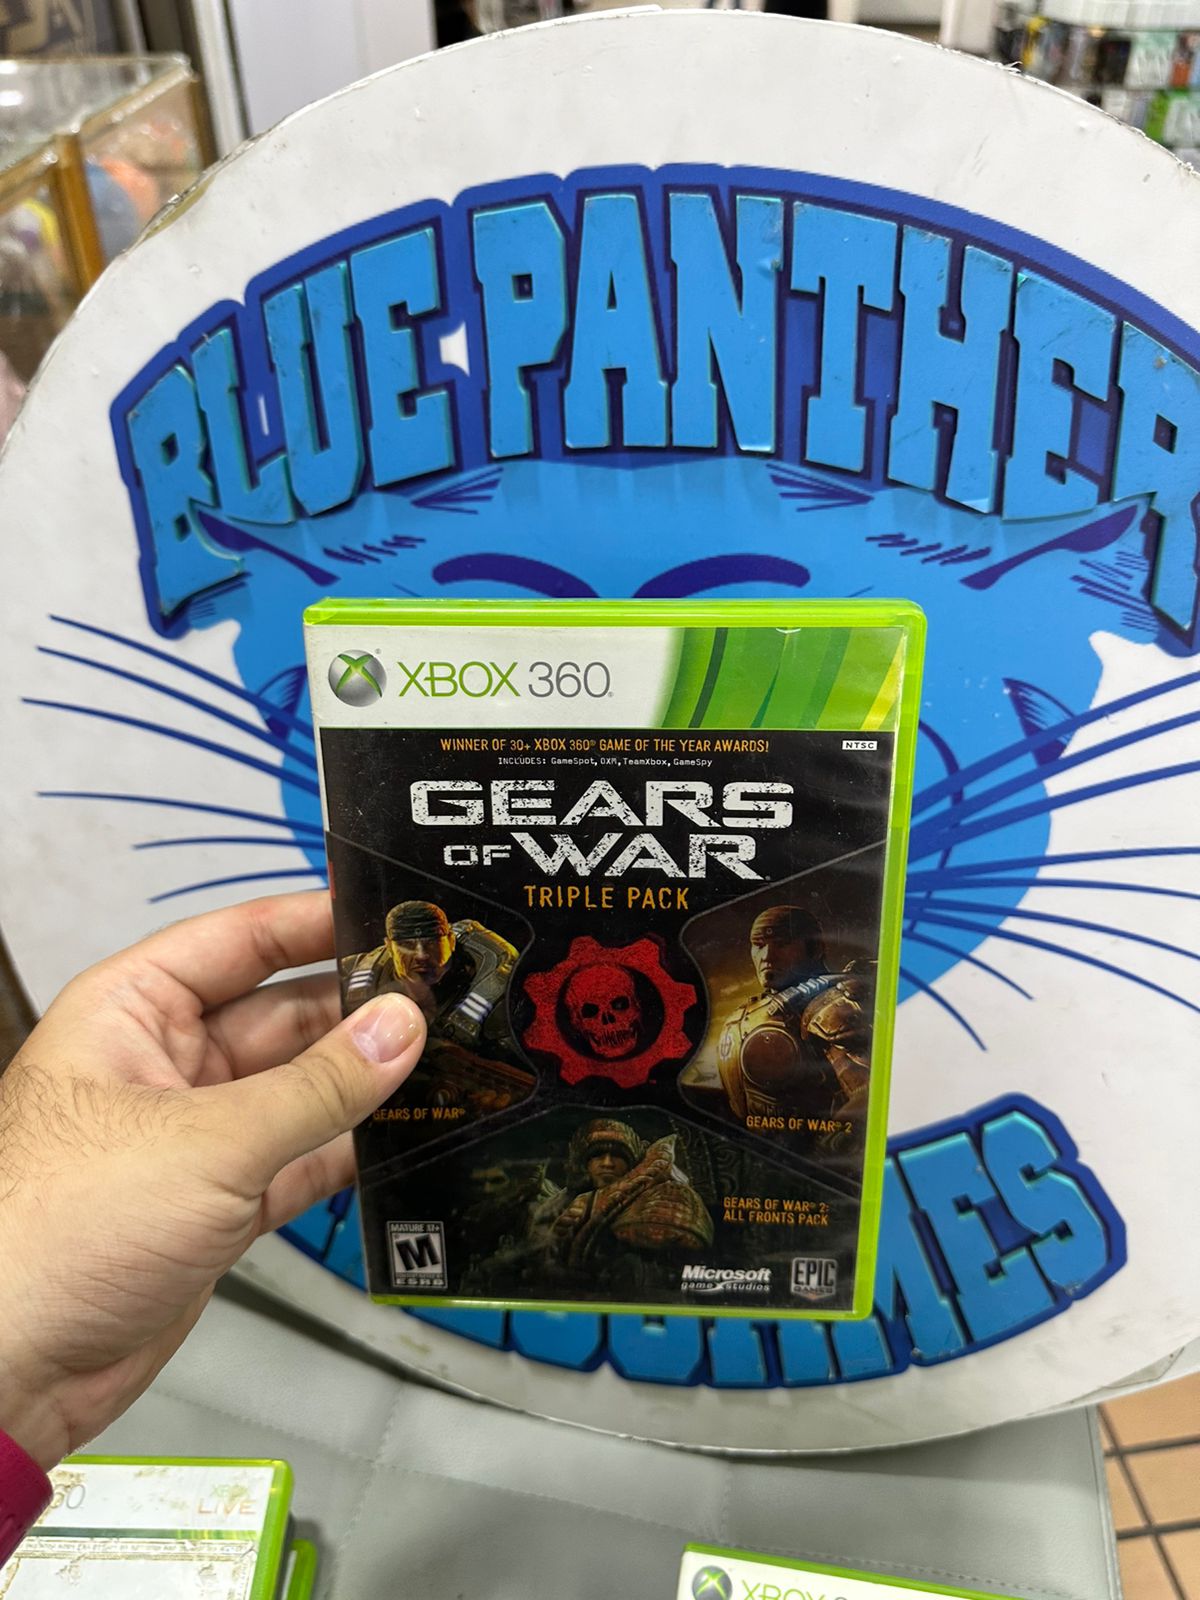 BLUE PANTHER
XBOX 360
NTSC
WINNER OF 30+ XBOX 360® GAME OF THE YEAR AWARDS!
INCLUDES: GameSpot, OXM, TeamXbox, GameSpy
GEARS
OF WAR
TRIPLE PACK
GEARS OF WAR®
GEARS OF WAR® 2
GEARS OF WAR® 2:
ALL FRONTS PACK
MATURE 17+
M
ESRB
Microsoft
game studios
EPIC
GAMES
60
XBOX
LIVE
XBOX